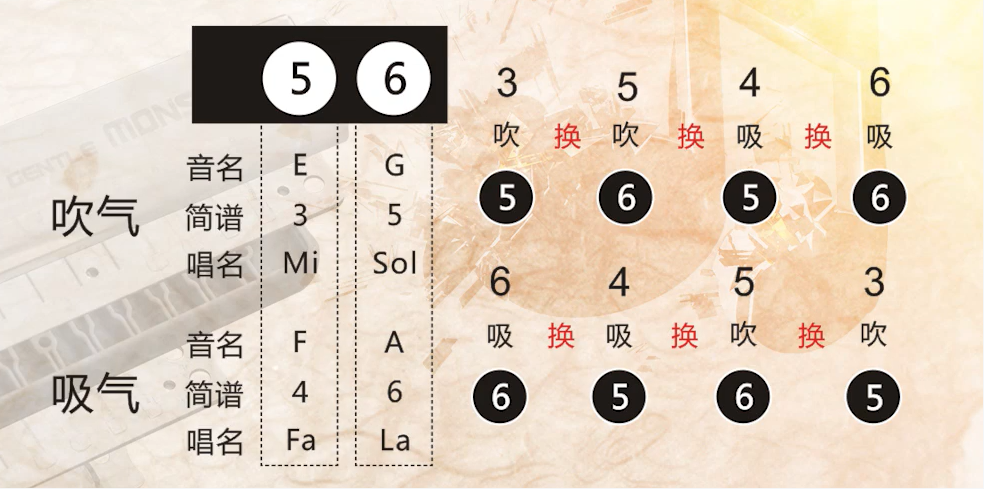 5 6
音名 E G
吹气 简谱 3 5
唱名 Mi Sol
音名 F A
吸气 简谱 4 6
唱名 Fa La
3 5 4 6
吹 换 吹 换 吸 换 吸
5 6 5 6
6 4 5 3
吸 换 吸 换 吹 换 吹
6 5 6 5
GENTLE